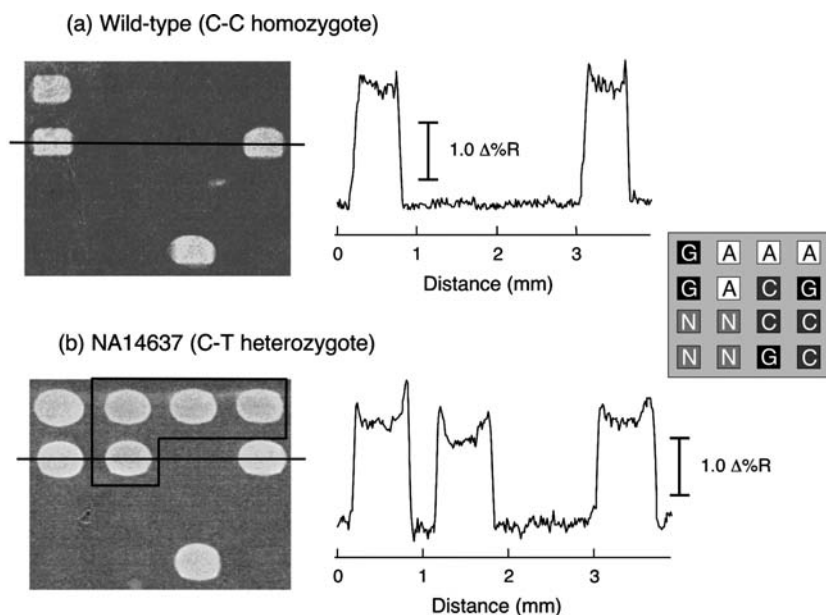 (a) Wild-type (C-C homozygote)
1.0 Δ%R
0 1 2 3
Distance (mm)
G A A A
G A C G
N N C C
N N G C
(b) NA14637 (C-T heterozygote)
1.0 Δ%R
0 1 2 3
Distance (mm)